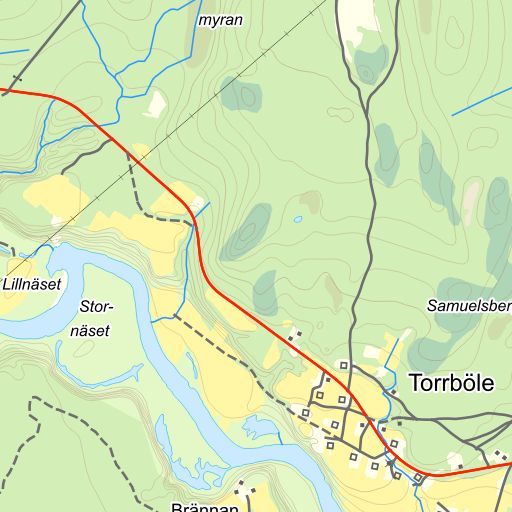 myran
Lillnäset
Stor-
näset
Samuelsber
Torrböle
Brännan